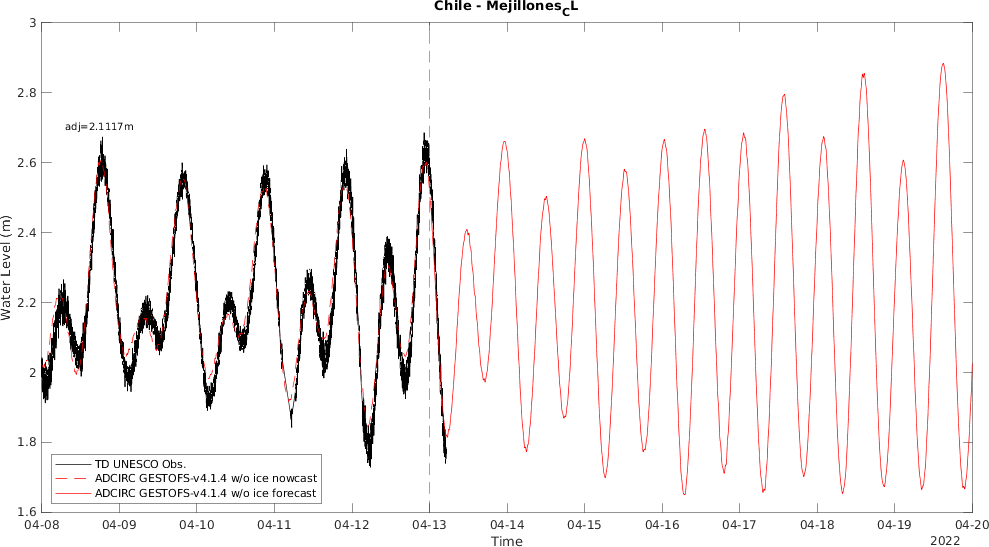 Chile - Mejillones_CL
3
2.8
2.6
2.4
2.2
2
1.8
1.6
Water Level (m)
adj=2.1117m
TD UNESCO Obs.
ADCIRC GESTOFS-v4.1.4 w/o ice nowcast
ADCIRC GESTOFS-v4.1.4 w/o ice forecast
04-08 04-09 04-10 04-11 04-12 04-13 04-14 04-15 04-16 04-17 04-18 04-19 04-20
Time
2022